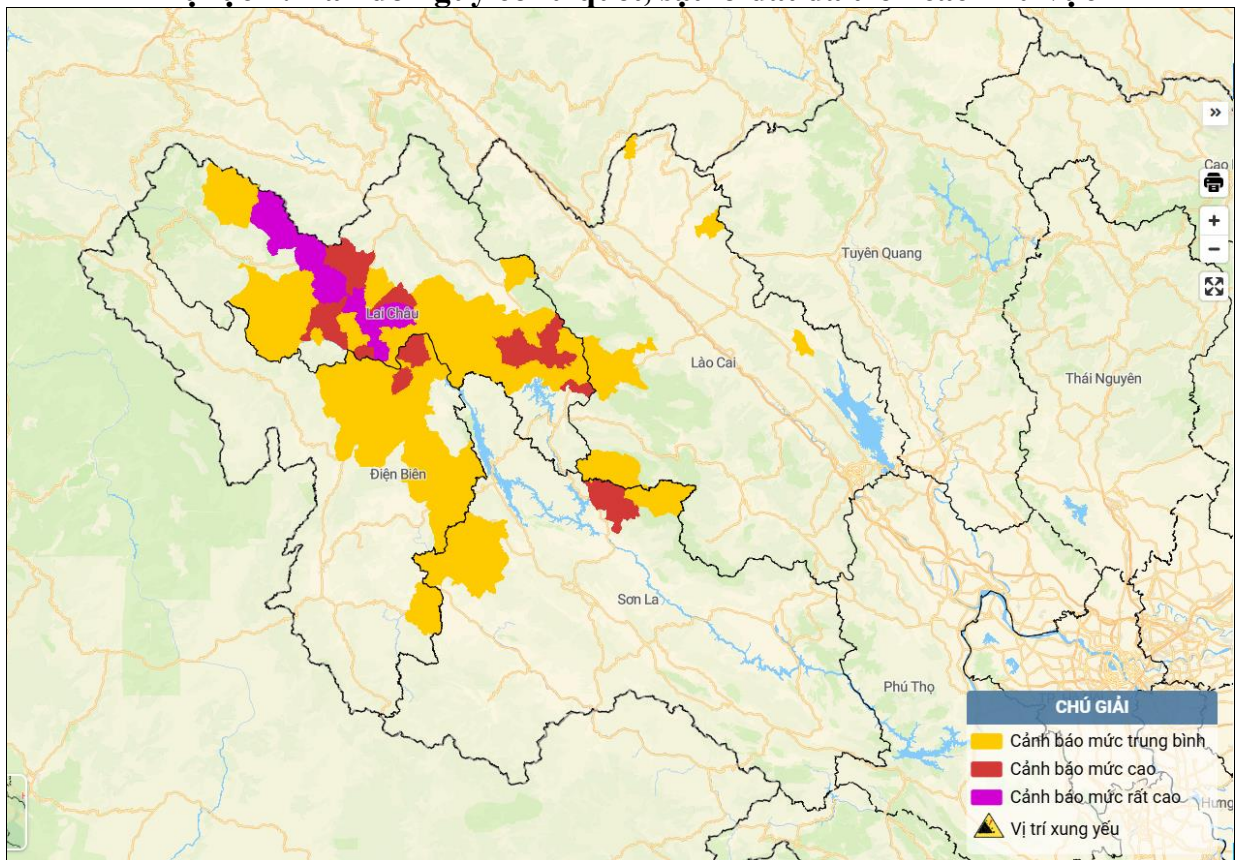 Cao
Tuyên Quang
Lai Châu
Lào Cai
Thái Nguyên
Điện Biên
Sơn La
Phú Thọ
CHÚ GIẢI
Cảnh báo mức trung bình
Cảnh báo mức cao
Cảnh báo mức rất cao
Hưng
Vị trí xung yếu